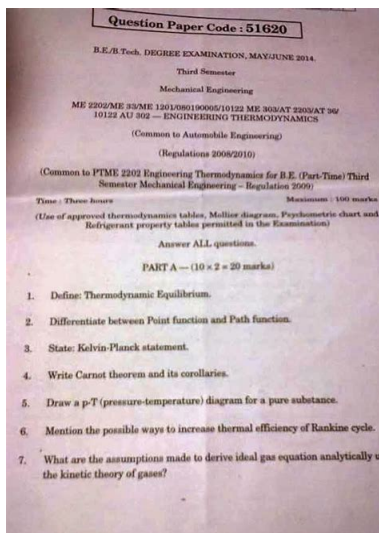 Question Paper Code : 51620
B.E./B.Tech. DEGREE EXAMINATION, MAY/JUNE 2014.
Third Semester
Mechanical Engineering
ME 2202/ME 33/ME 1201/080190005/10122 ME 303/AT 2203/AT 36/
10122 AU 302 — ENGINEERING THERMODYNAMICS
(Common to Automobile Engineering)
(Regulations 2008/2010)
(Common to PTME 2202 Engineering Thermodynamics for B.E. (Part-Time) Third
Semester Mechanical Engineering – Regulation 2009)
Time : Three hours Maximum : 100 marks
(Use of approved thermodynamics tables, Mollier diagram, Psychometric chart and
Refrigerant property tables permitted in the Examination)
Answer ALL questions.
PART A — (10 × 2 = 20 marks)
1. Define: Thermodynamic Equilibrium.
2. Differentiate between Point function and Path function.
3. State: Kelvin-Planck statement.
4. Write Carnot theorem and its corollaries.
5. Draw a p-T (pressure-temperature) diagram for a pure substance.
6. Mention the possible ways to increase thermal efficiency of Rankine cycle.
7. What are the assumptions made to derive ideal gas equation analytically
the kinetic theory of gases?